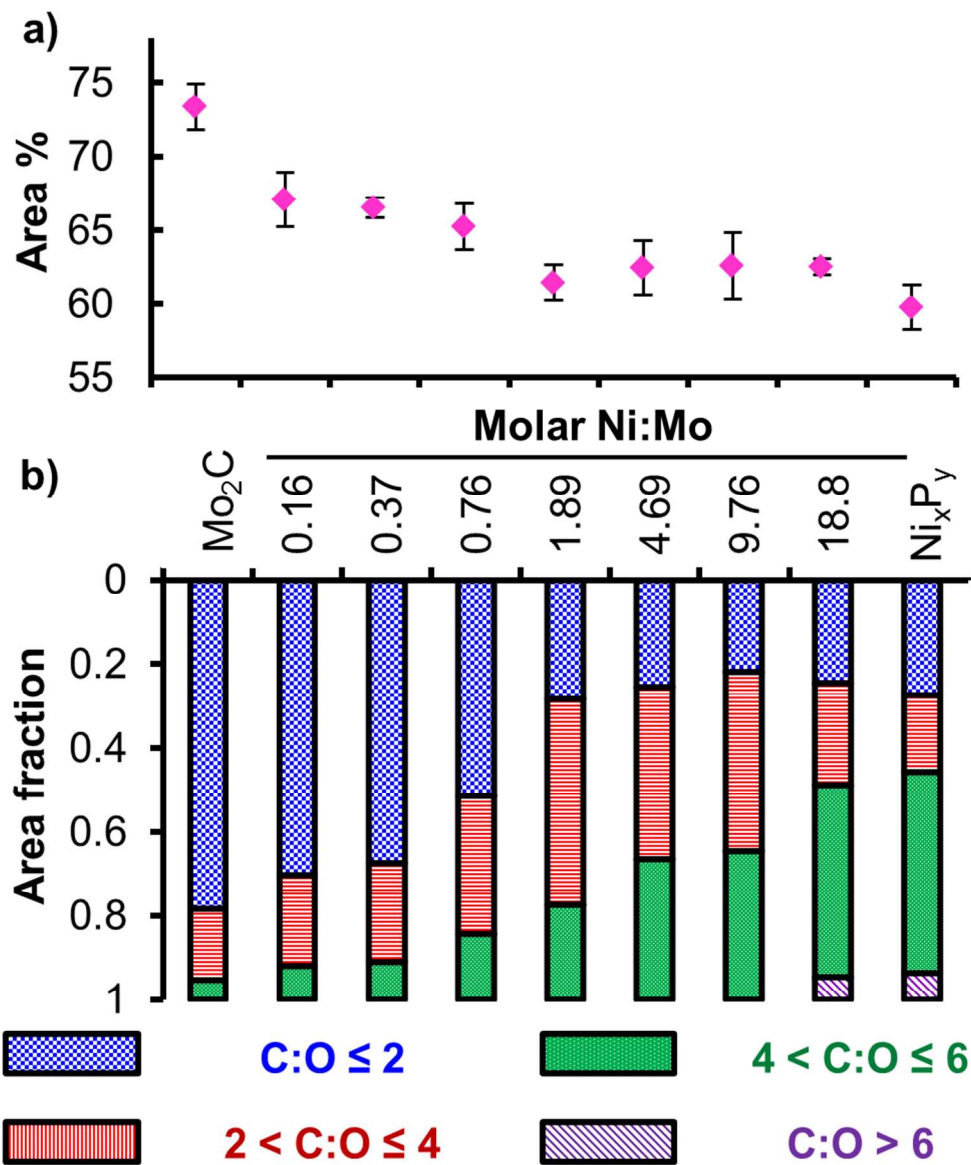 a)
Area %
75
70
65
60
55
Molar Ni:Mo
b)
Mo₂C
0.16
0.37
0.76
1.89
4.69
9.76
18.8
NiₓPᵧ
Area fraction
0
0.2
0.4
0.6
0.8
1
C:O ≤ 2
4 < C:O ≤ 6
2 < C:O ≤ 4
C:O > 6